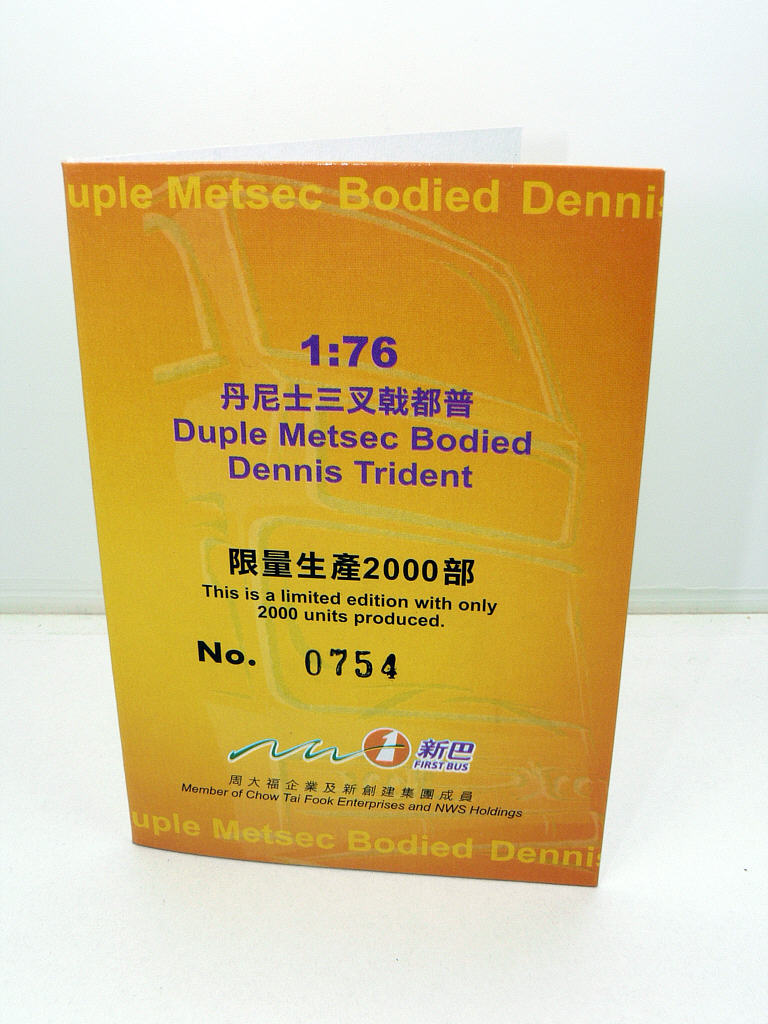 uple Metsec Bodied Dennis
1:76
丹尼士三叉戟都普
Duple Metsec Bodied
Dennis Trident
限量生產2000部
This is a limited edition with only
2000 units produced.
No. 0754
1 新巴
FIRST BUS
周大福企業及新創建集團成員
Member of Chow Tai Fook Enterprises and NWS Holdings
uple Metsec Bodied Dennis